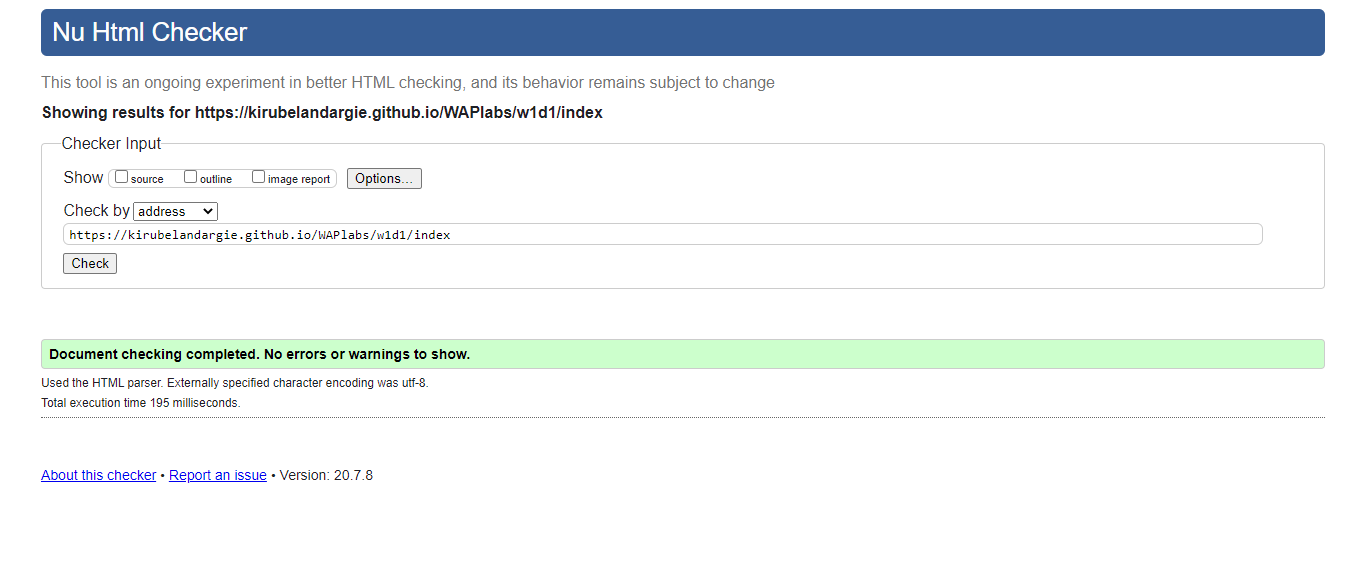 Nu Html Checker
This tool is an ongoing experiment in better HTML checking, and its behavior remains subject to change
Showing results for https://kirubelandargie.github.io/WAPlabs/w1d1/index
Checker Input
Show source outline image report Options...
Check by address
https://kirubelandargie.github.io/WAPlabs/w1d1/index
Check
Document checking completed. No errors or warnings to show.
Used the HTML parser. Externally specified character encoding was utf-8.
Total execution time 195 milliseconds.
About this checker • Report an issue • Version: 20.7.8